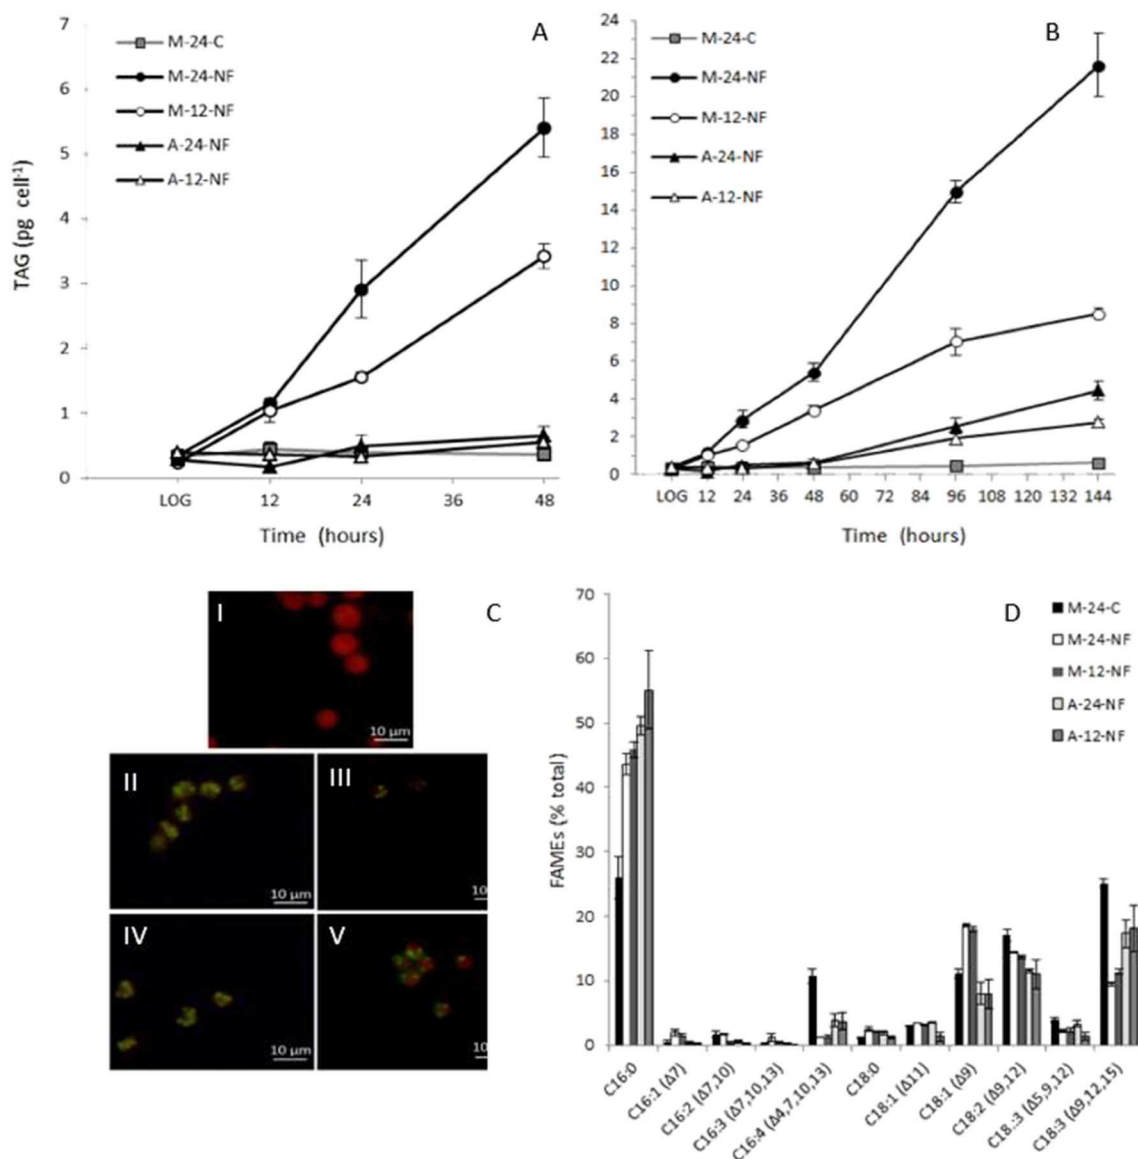 A
TAG (pg cell-1)
7
6
5
4
3
2
1
0
M-24-C
M-24-NF
M-12-NF
A-24-NF
A-12-NF
LOG 12 24 36 48
Time (hours)
B
24
22
20
18
16
14
12
10
8
6
4
2
0
M-24-C
M-24-NF
M-12-NF
A-24-NF
A-12-NF
LOG 12 24 36 48 60 72 84 96 108 120 132 144
Time (hours)
C
I
10 µm
II
10 µm
III
10
IV
10 µm
V
10
D
FAMEs (% total)
70
60
50
40
30
20
10
0
M-24-C
M-24-NF
M-12-NF
A-24-NF
A-12-NF
C16:0
C16:1 (Δ7)
C16:2 (Δ7,10)
C16:3 (Δ7,10,13)
C16:4 (Δ4,7,10,13)
C18:0
C18:1 (Δ11)
C18:1 (Δ9)
C18:2 (Δ9,12)
C18.:3 (Δ5,9,12)
C18:3 (Δ9,12,15)